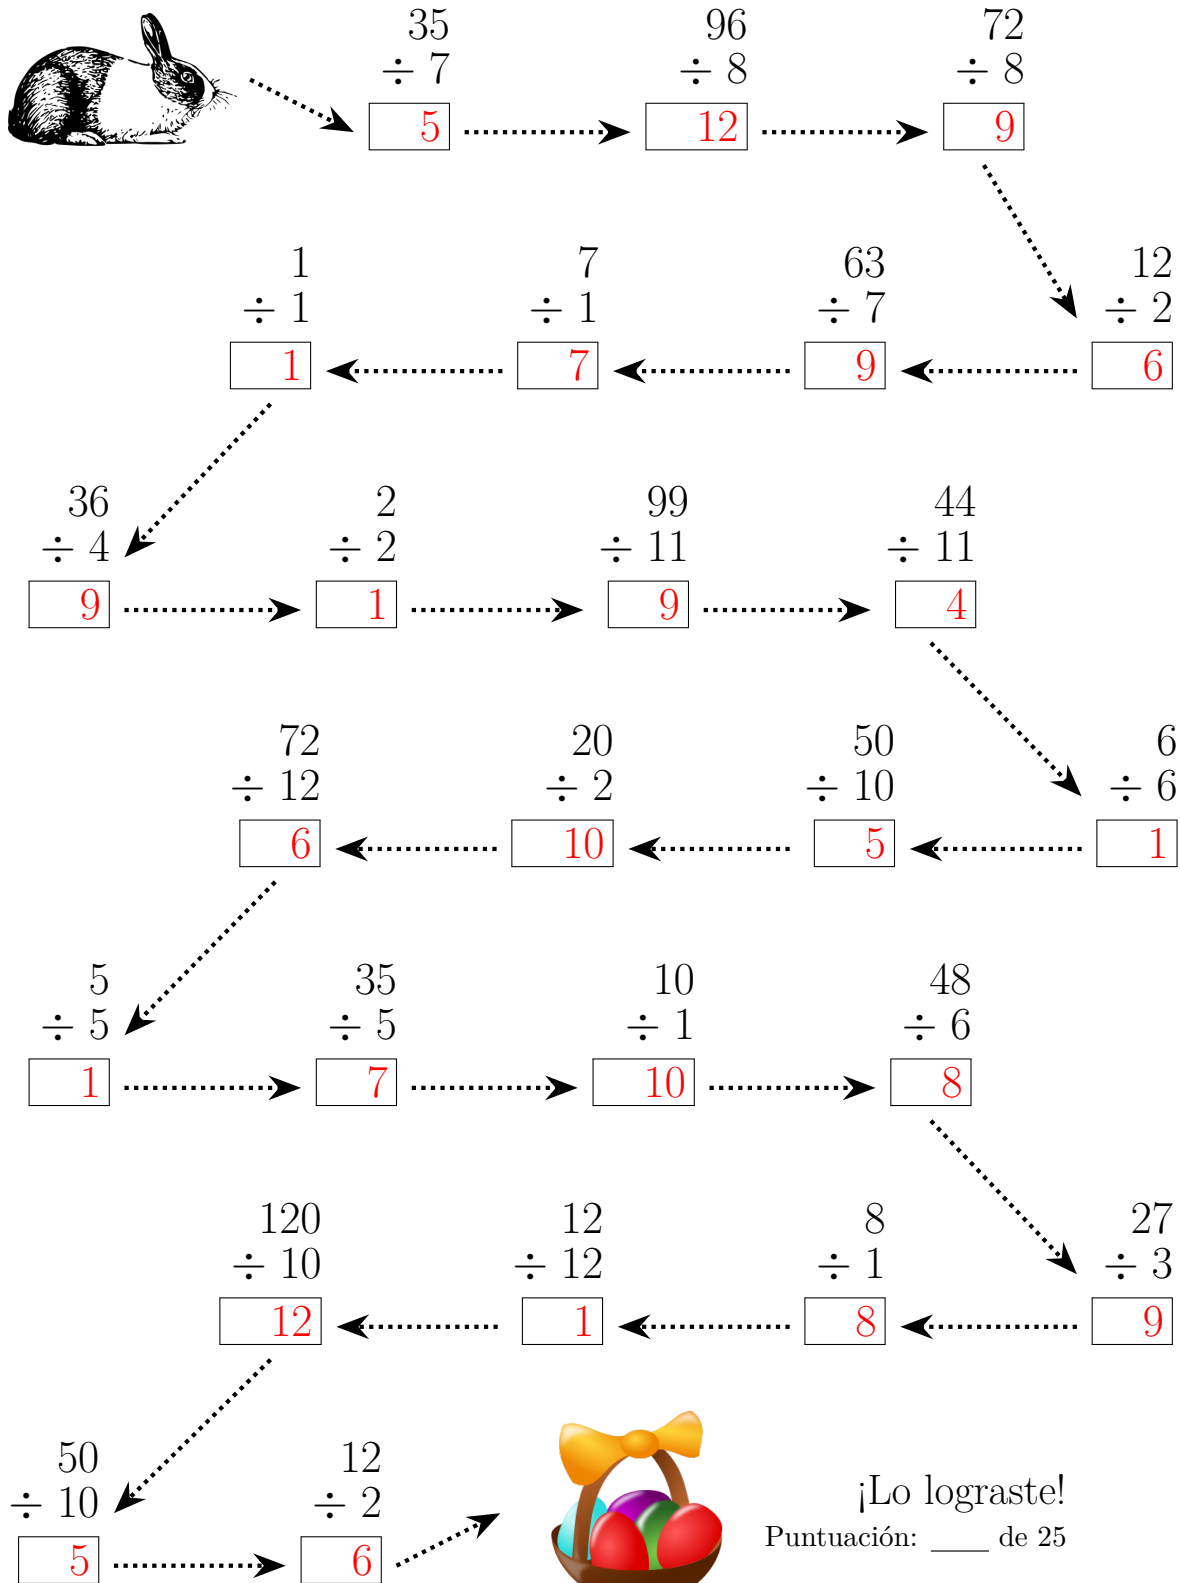 35 96 72
÷ 7 ÷ 8 ÷ 8
5 12 9
1 7 63 12
÷ 1 ÷ 1 ÷ 7 ÷ 2
1 7 9 6
36 2 99 44
÷ 4 ÷ 2 ÷ 11 ÷ 11
9 1 9 4
72 20 50 6
÷ 12 ÷ 2 ÷ 10 ÷ 6
6 10 5 1
5 35 10 48
÷ 5 ÷ 5 ÷ 1 ÷ 6
1 7 10 8
120 12 8 27
÷ 10 ÷ 12 ÷ 1 ÷ 3
12 1 8 9
50 12
÷ 10 ÷ 2
5 6
¡Lo lograste!
Puntuación: ___ de 25